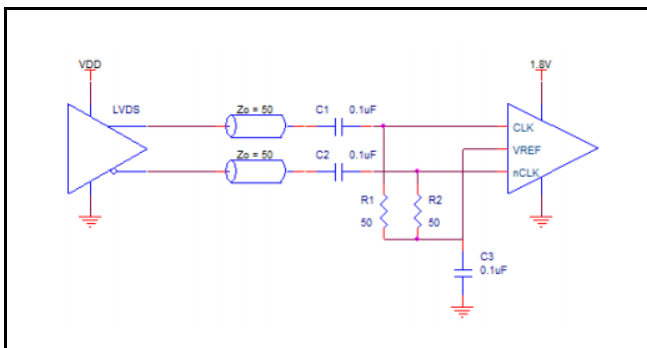 VDD
1.8V
LVDS
Zo = 50
C1
0.1uF
CLK
VREF
Zo = 50
C2
0.1uF
nCLK
R1
R2
50
50
C3
0.1uF